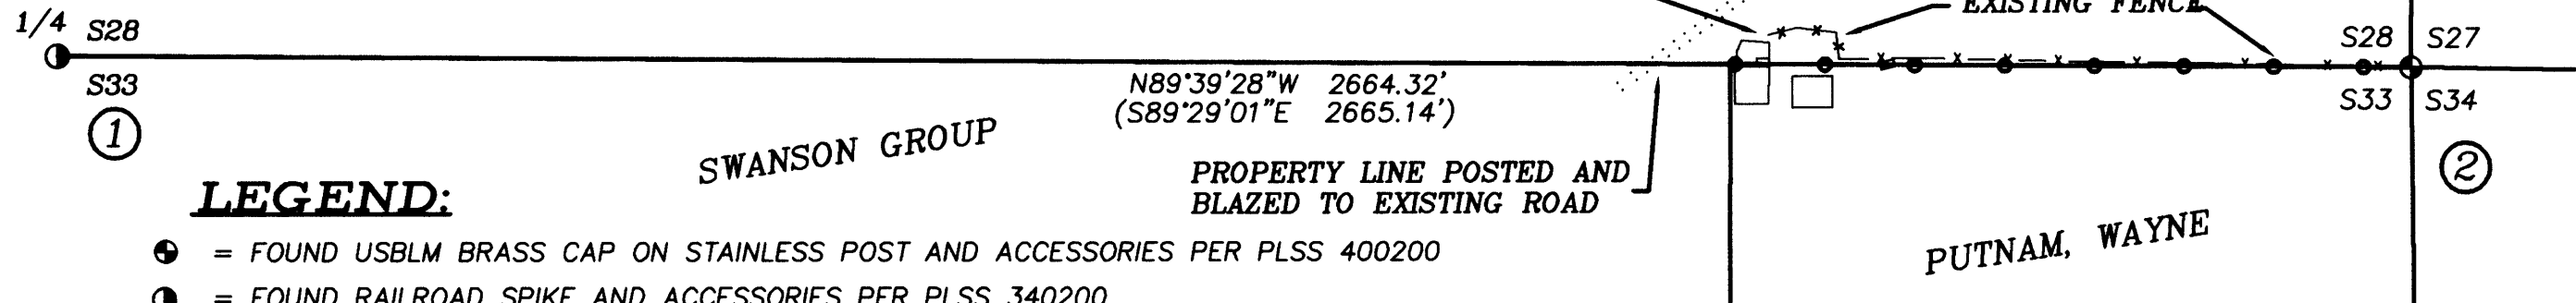 EXISTING FENCE
1/4 S28
S28 S27
S33
N89°39'28"W 2664.32'
(S89°29'01"E 2665.14')
S33 S34
1
SWANSON GROUP
PROPERTY LINE POSTED AND
BLAZED TO EXISTING ROAD
2
LEGEND:
PUTNAM, WAYNE
= FOUND USBLM BRASS CAP ON STAINLESS POST AND ACCESSORIES PER PLSS 400200
= FOUND RAILROAD SPIKE AND ACCESSORIES PER PLSS 340200